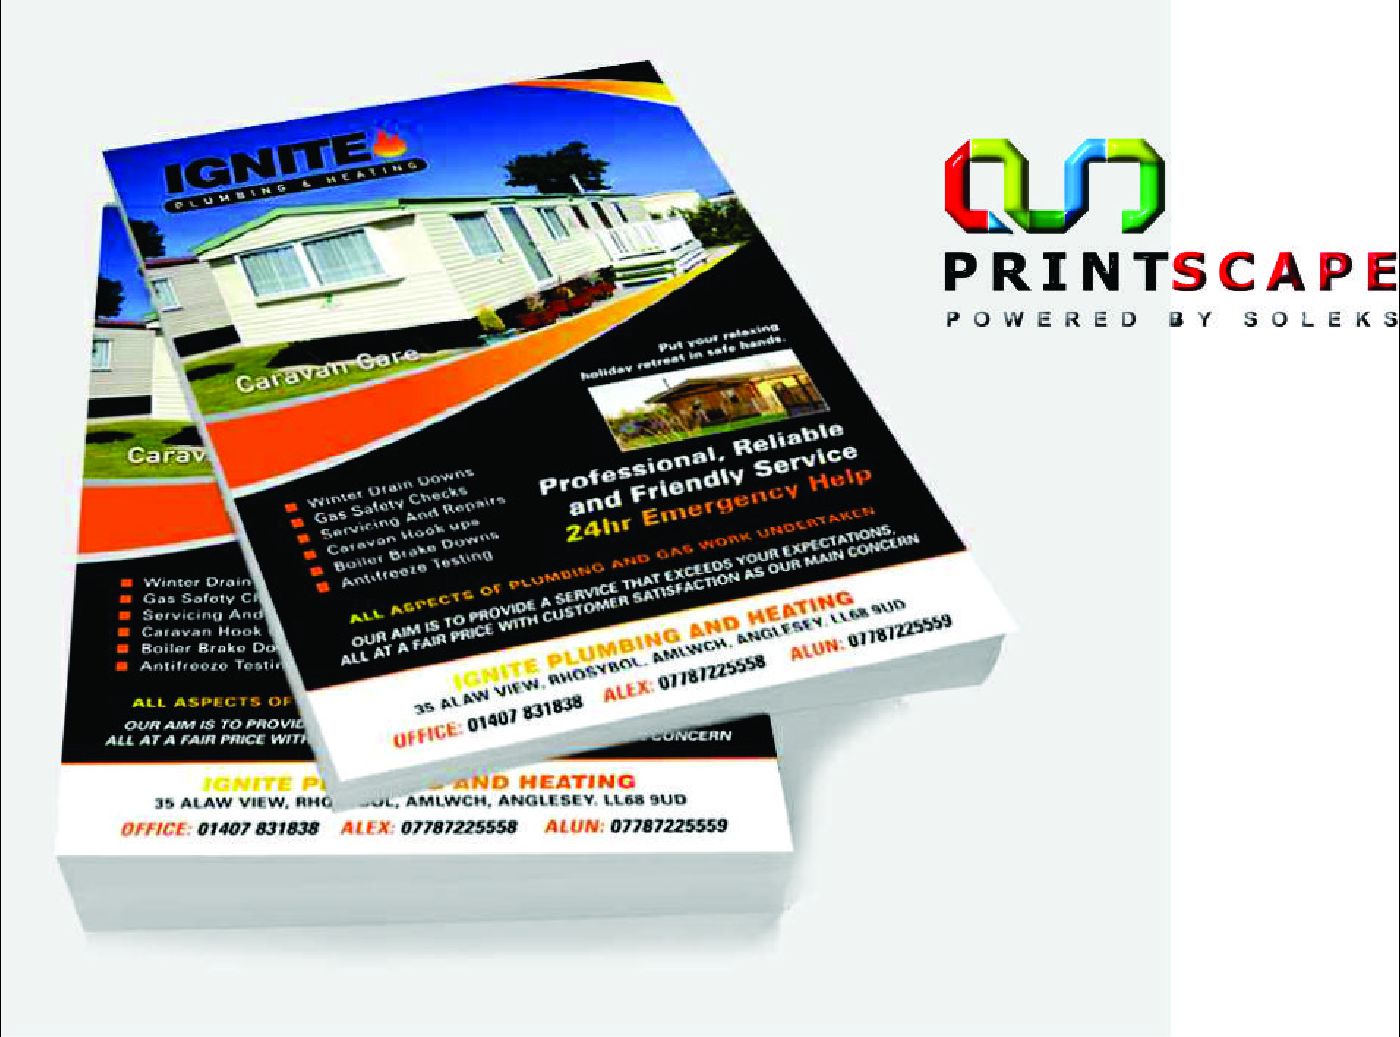 IGNITE
PLUMBING & HEATING
Caravan Care
Put your relaxing
holiday retreat in safe hands.
Professional, Reliable
and Friendly Service
24hr Emergency Help
Winter Drain Downs
Gas Safety Checks
Servicing And Repairs
Caravan Hook ups
Boiler Brake Downs
Antifreeze Testing
ALL ASPECTS OF PLUMBING AND GAS WORK UNDERTAKEN
OUR AIM IS TO PROVIDE A SERVICE THAT EXCEEDS YOUR EXPECTATIONS,
ALL AT A FAIR PRICE WITH CUSTOMER SATISFACTION AS OUR MAIN CONCERN
IGNITE PLUMBING AND HEATING
35 ALAW VIEW, RHOSYBOL, AMLWCH, ANGLESEY. LL68 9UD
OFFICE: 01407 831838 ALEX: 07787225558 ALUN: 07787225559
Carav
Winter Drain
Gas Safety Ch
Servicing And
Caravan Hook
Boiler Brake Do
Antifreeze Testin
ALL ASPECTS OF
OUR AIM IS TO PROVID
ALL AT A FAIR PRICE WITH CONCERN
IGNITE P AND HEATING
35 ALAW VIEW, RHO OL, AMLWCH, ANGLESEY. LL68 9UD
OFFICE: 01407 831838 ALEX: 07787225558 ALUN: 07787225559
PRINTSCAPE
POWERED BY SOLEKS